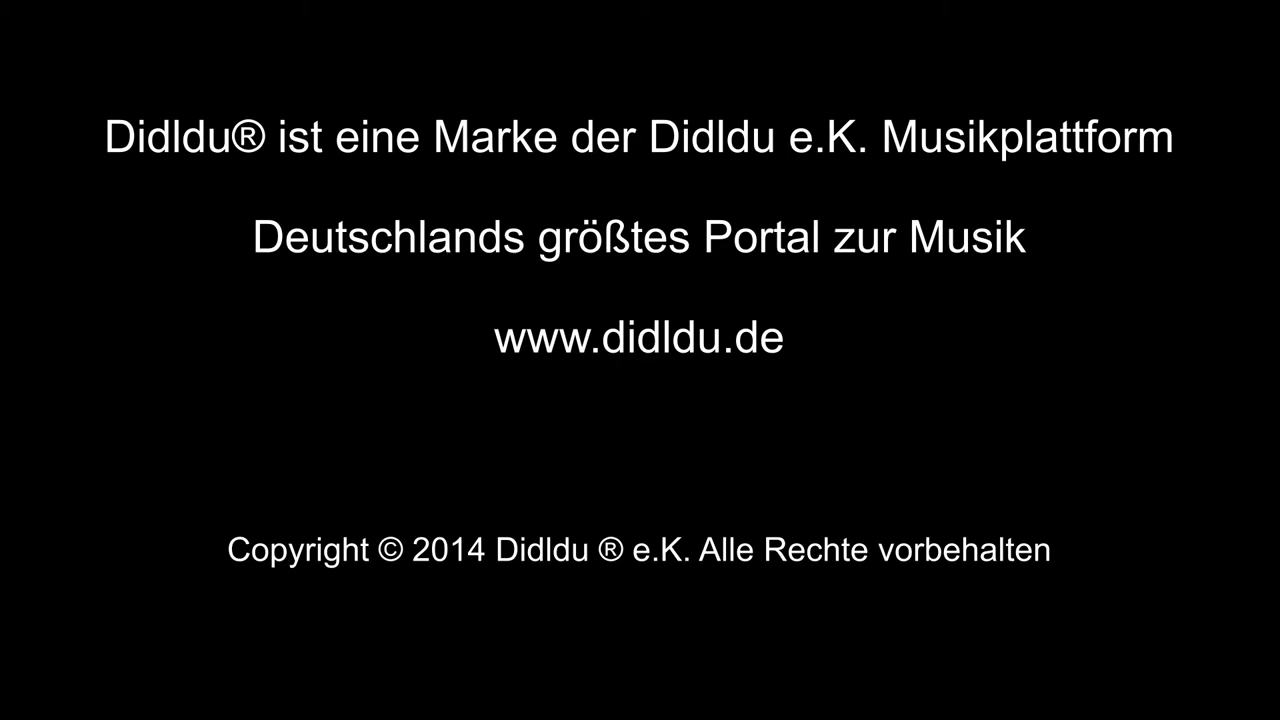 Didldu® ist eine Marke der Didldu e.K. Musikplattform
Deutschlands größtes Portal zur Musik
www.didldu.de
Copyright © 2014 Didldu ® e.K. Alle Rechte vorbehalten